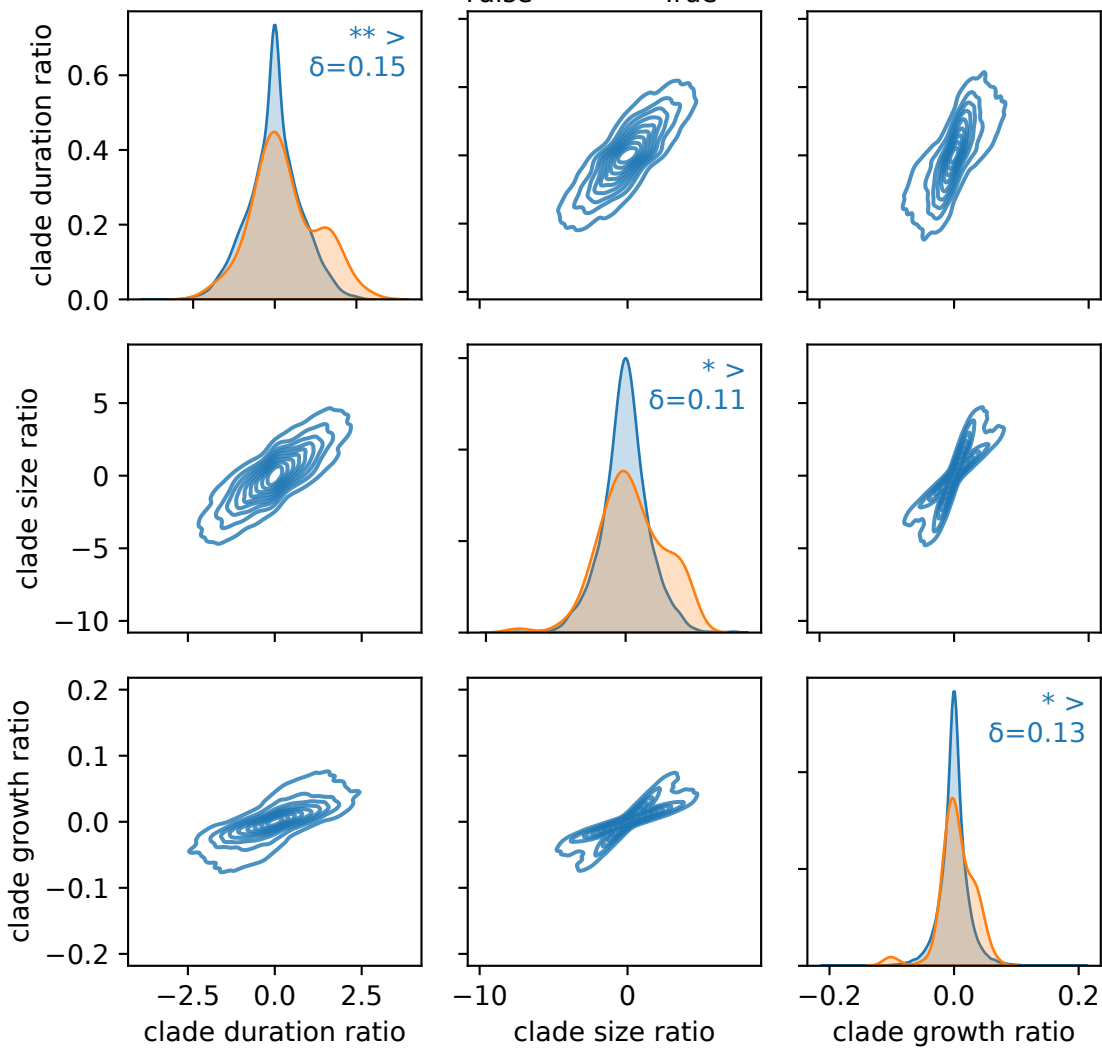 False True
clade duration ratio
0.6
0.4
0.2
0.0
** >
δ=0.15
clade size ratio
5
0
−5
−10
* >
δ=0.11
clade growth ratio
0.2
0.1
0.0
−0.1
−0.2
* >
δ=0.13
−2.5 0.0 2.5
−10 0
−0.2 0.0 0.2
clade duration ratio
clade size ratio
clade growth ratio